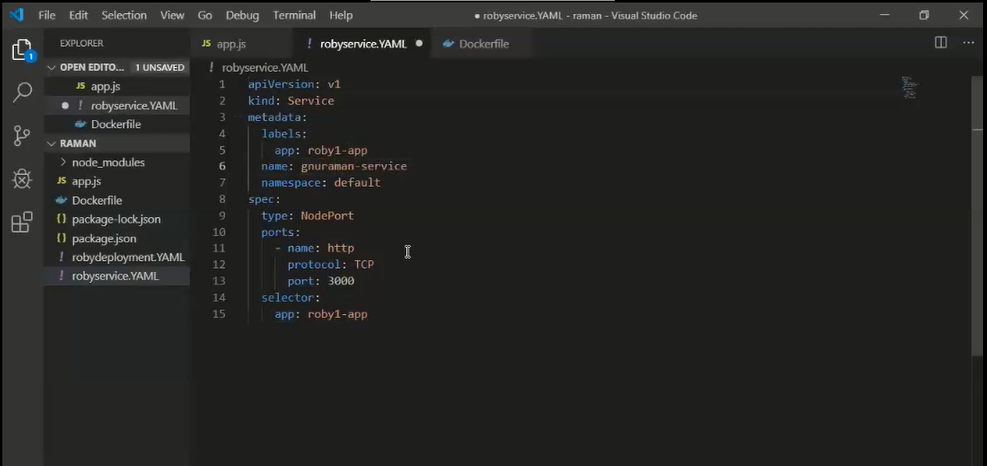 File Edit Selection View Go Debug Terminal Help
● robyservice.YAML - raman - Visual Studio Code
EXPLORER
app.js
! robyservice.YAML ●
Dockerfile
1
OPEN EDITO... 1 UNSAVED
JS app.js
● ! robyservice.YAML
Dockerfile
RAMAN
> node_modules
JS app.js
Dockerfile
{} package-lock.json
{} package.json
! robydeployment.YAML
! robyservice.YAML
JS
! robyservice.YAML
1 apiVersion: v1
2 kind: Service
3 metadata:
4 labels:
5 app: roby1-app
6 name: gnuraman-service
7 namespace: default
8 spec:
9 type: NodePort
10 ports:
11 - name: http
12 protocol: TCP
13 port: 3000
14 selector:
15 app: roby1-app